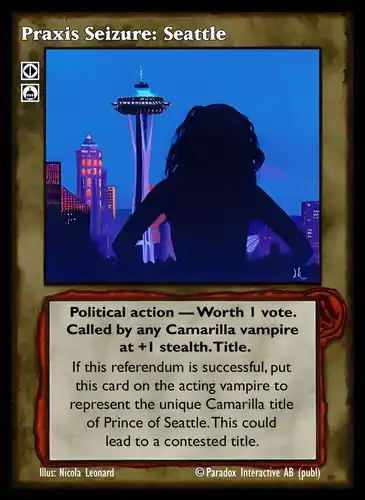 Praxis Seizure: Seattle
Political action — Worth 1 vote.
Called by any Camarilla vampire
at +1 stealth. Title.
If this referendum is successful, put
this card on the acting vampire to
represent the unique Camarilla title
of Prince of Seattle. This could
lead to a contested title.
Illus: Nicola Leonard © Paradox Interactive AB (publ)